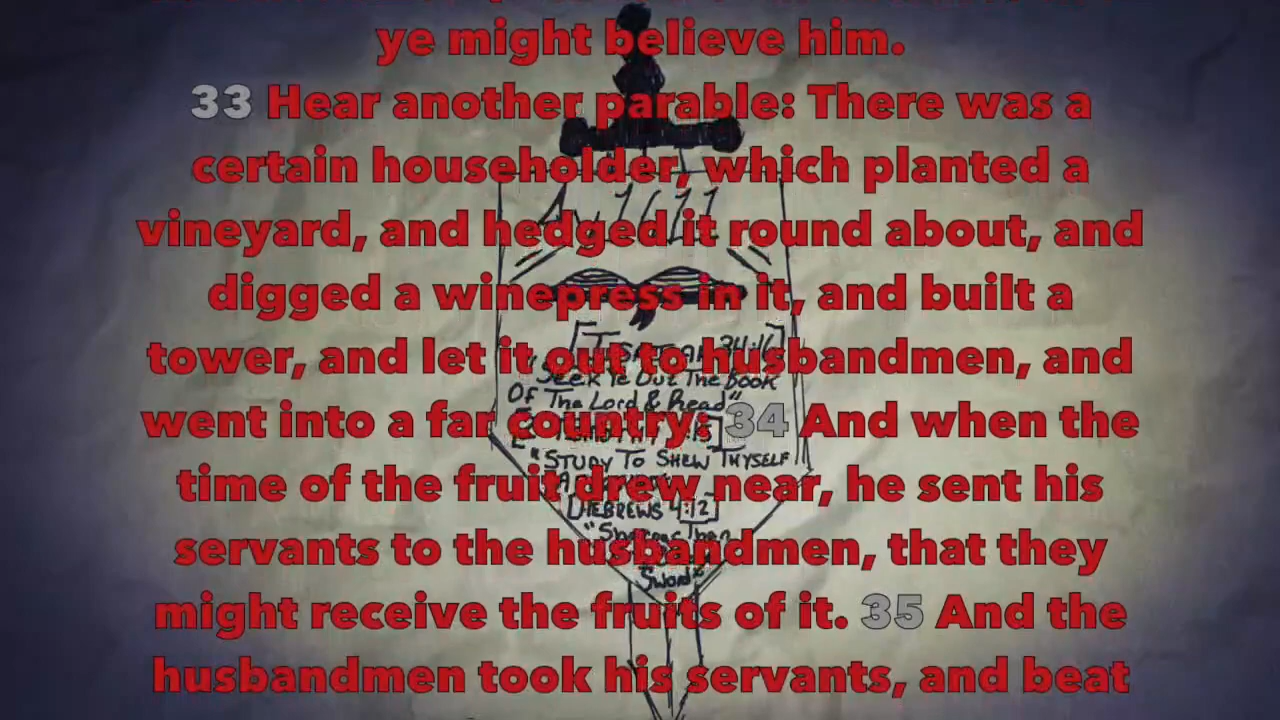 ye might believe him.
33 Hear another parable: There was a
certain householder, which planted a
vineyard, and hedged it round about, and
digged a winepress in it, and built a
tower, and let it out to husbandmen, and
went into a far country: 34 And when the
time of the fruit drew near, he sent his
servants to the husbandmen, that they
might receive the fruits of it. 35 And the
husbandmen took his servants, and beat
1611
34:16]
"Seek Ye Out The Book
Of The Lord & Read"
"STUDY TO SHEW THYSELF
[HEBREWS 4:12]
"Sharper Than
Sword"